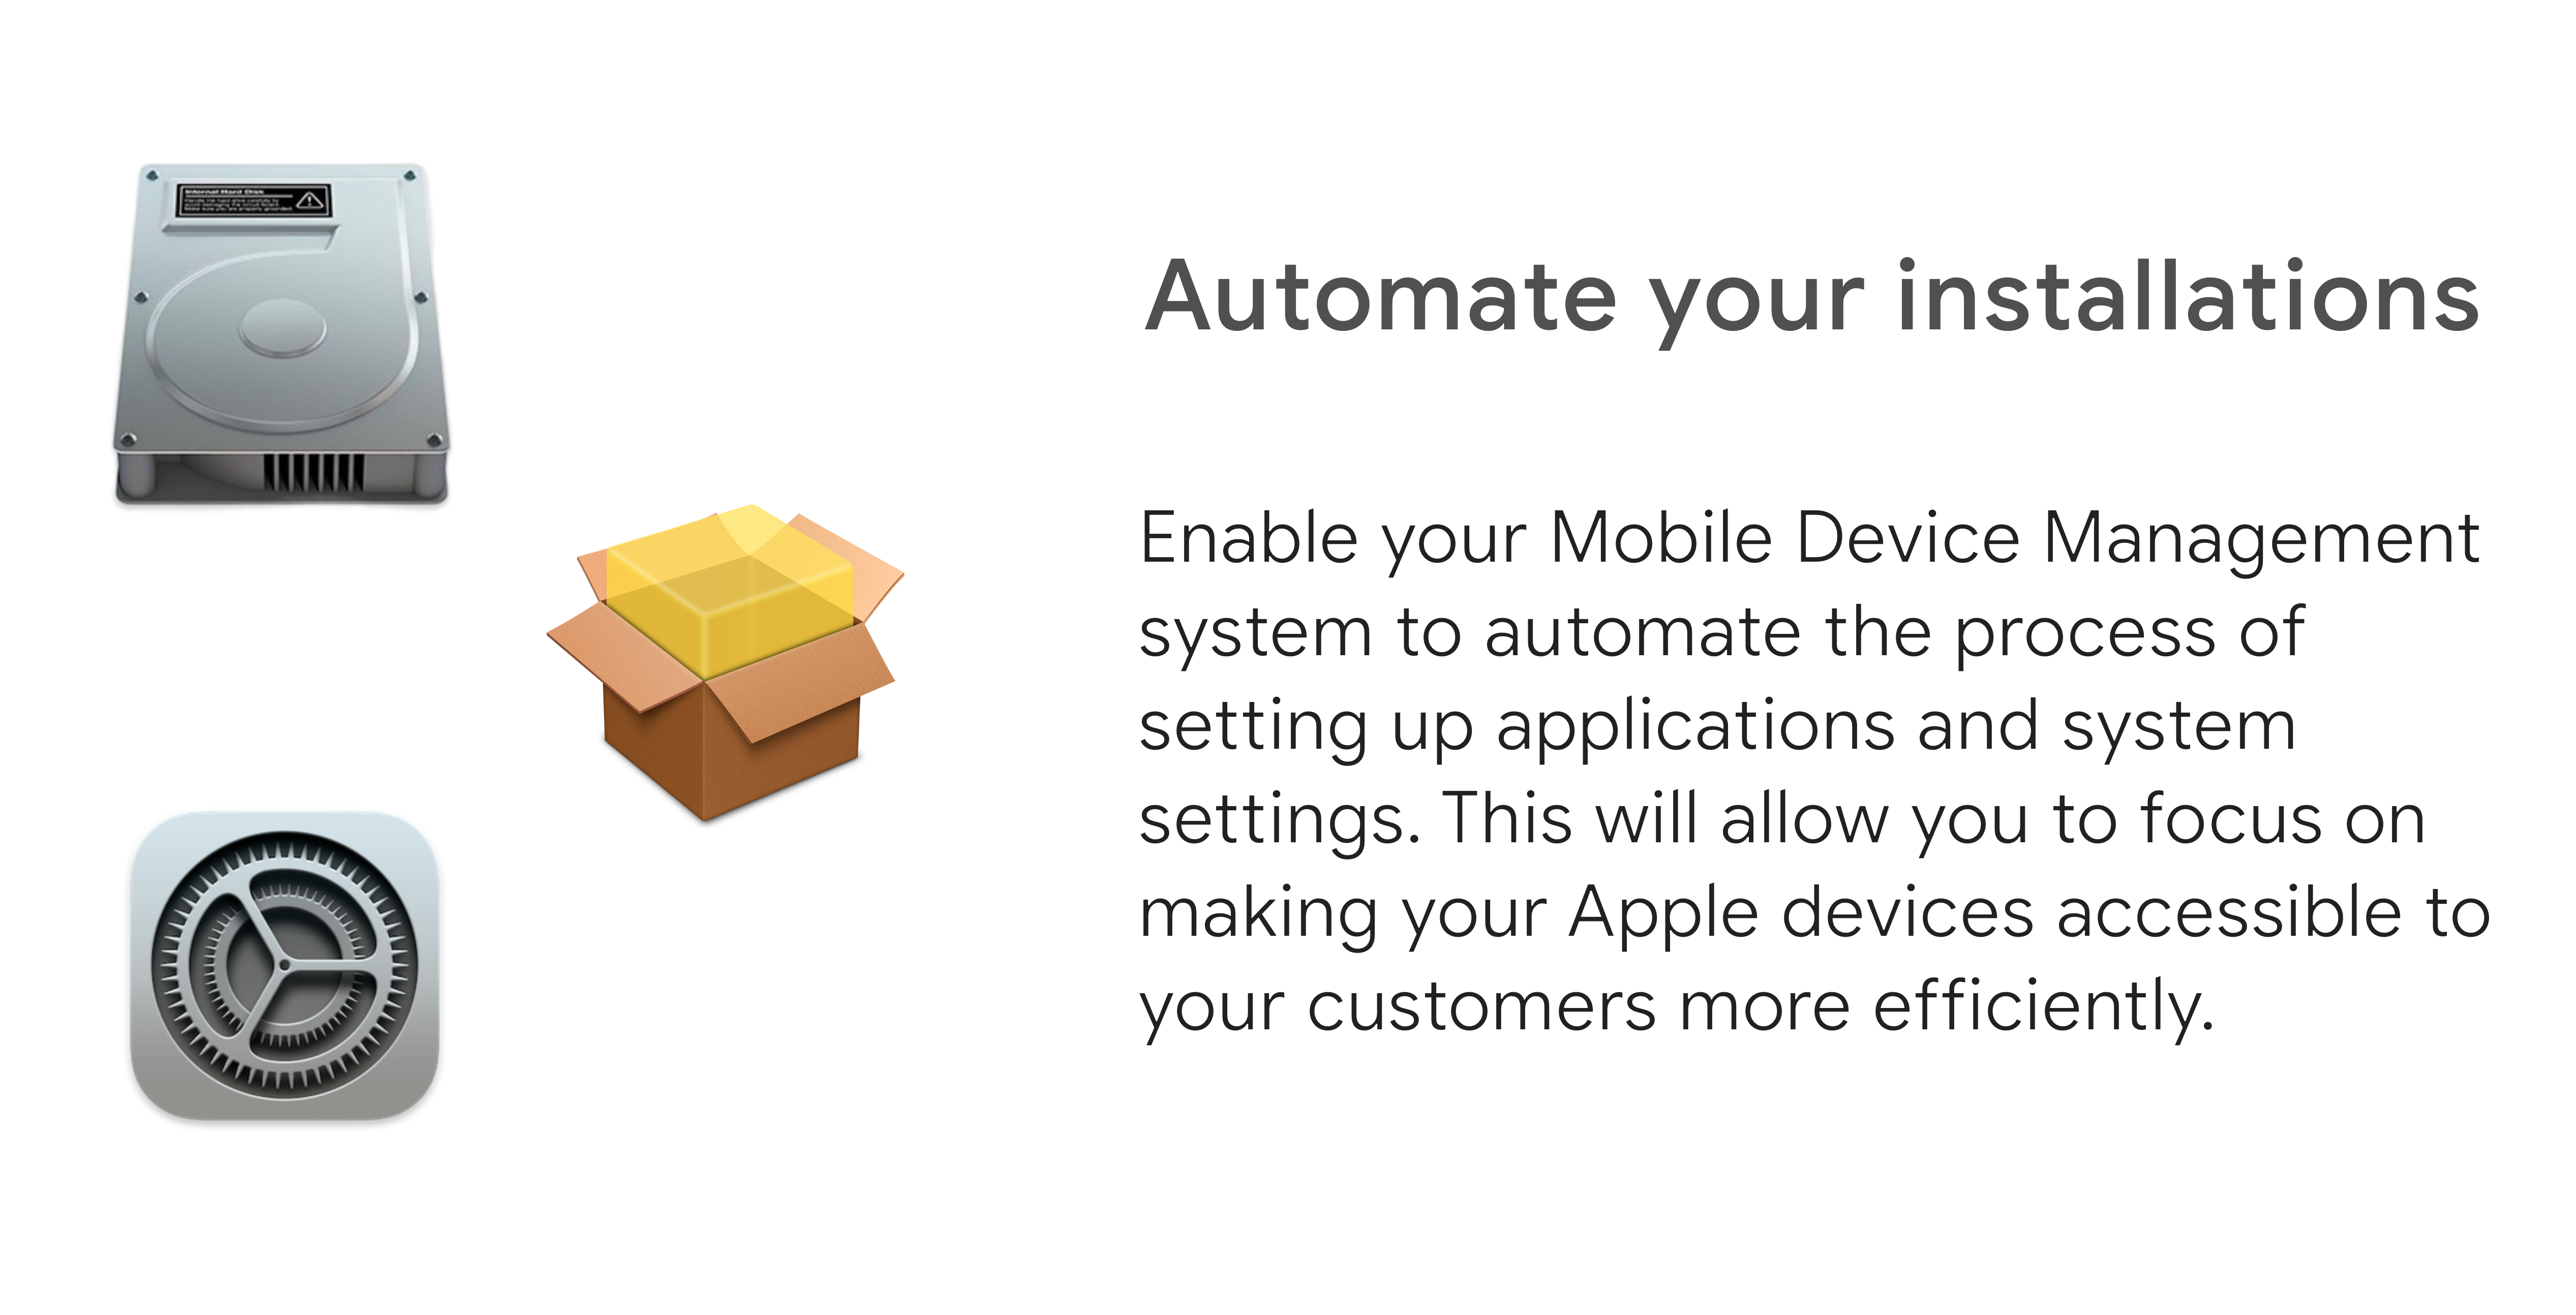 Internal Hard Disk
Automate your installations
Enable your Mobile Device Management
system to automate the process of
setting up applications and system
settings. This will allow you to focus on
making your Apple devices accessible to
your customers more efficiently.